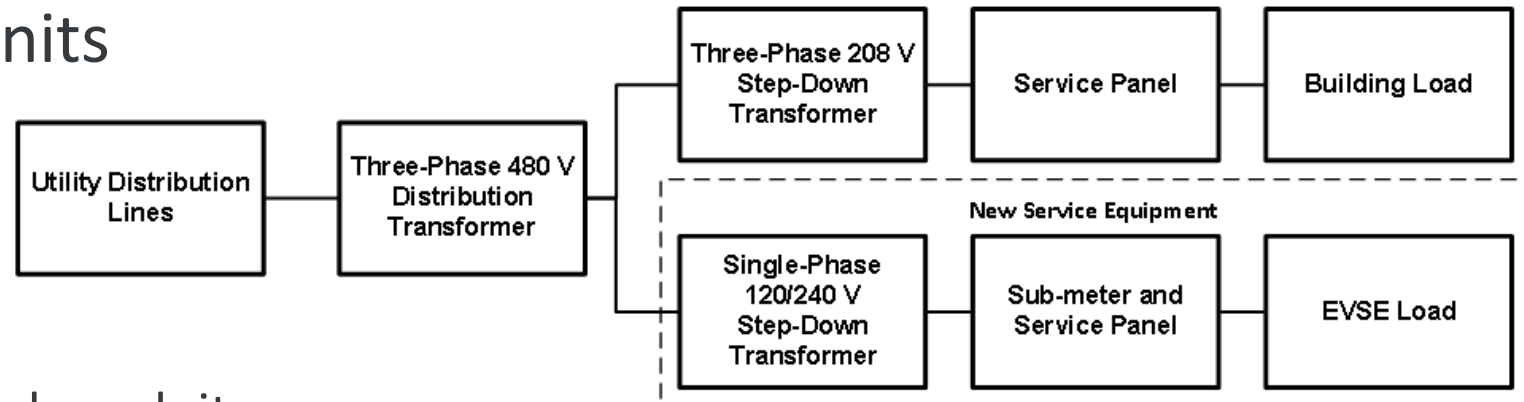 nits
Utility Distribution
Lines
Three-Phase 480 V
Distribution
Transformer
Three-Phase 208 V
Step-Down
Transformer
Service Panel
Building Load
New Service Equipment
Single-Phase
120/240 V
Step-Down
Transformer
Sub-meter and
Service Panel
EVSE Load